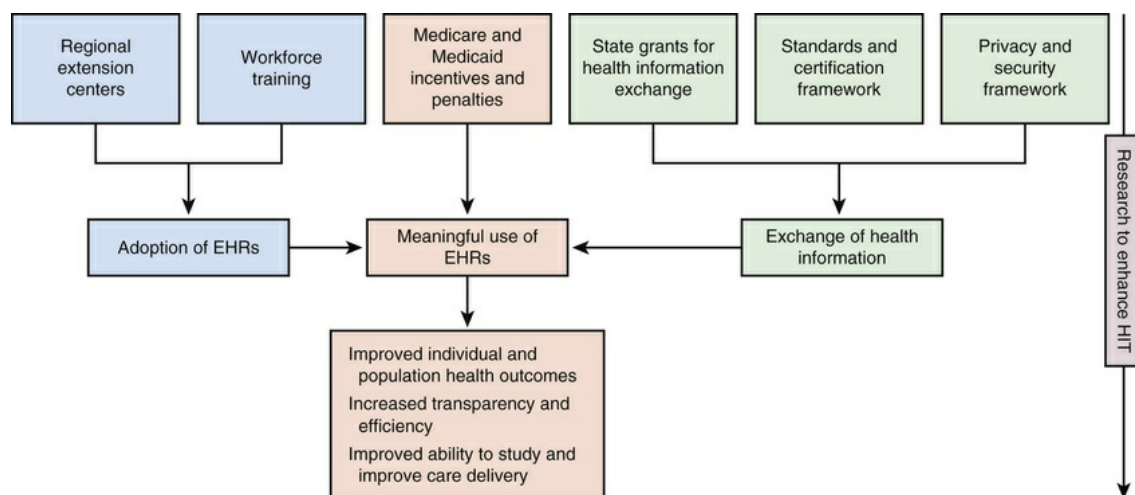 Regional
extension
centers
Workforce
training
Medicare and
Medicaid
incentives and
penalties
State grants for
health information
exchange
Standards and
certification
framework
Privacy and
security
framework
Research to enhance HIT
Adoption of EHRs
Meaningful use of
EHRs
Exchange of health
information
Improved individual and
population health outcomes
Increased transparency and
efficiency
Improved ability to study and
improve care delivery